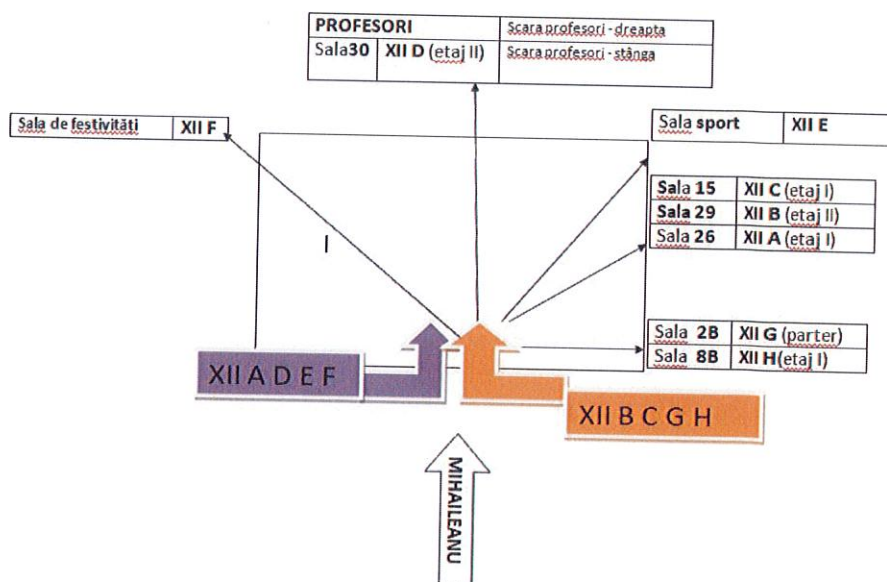 PROFESORI Scara profesori - dreapta
Sala30 XII D (etaj II) Scara profesori - stânga
Sala de festivități XII F
Sala sport XII E
Sala 15 XII C (etaj I)
Sala 29 XII B (etaj II)
Sala 26 XII A (etaj I)
I
Sala 2B XII G (parter)
Sala 8B XII H(etaj I)
XII A D E F
XII B C G H
MIHAILEANU